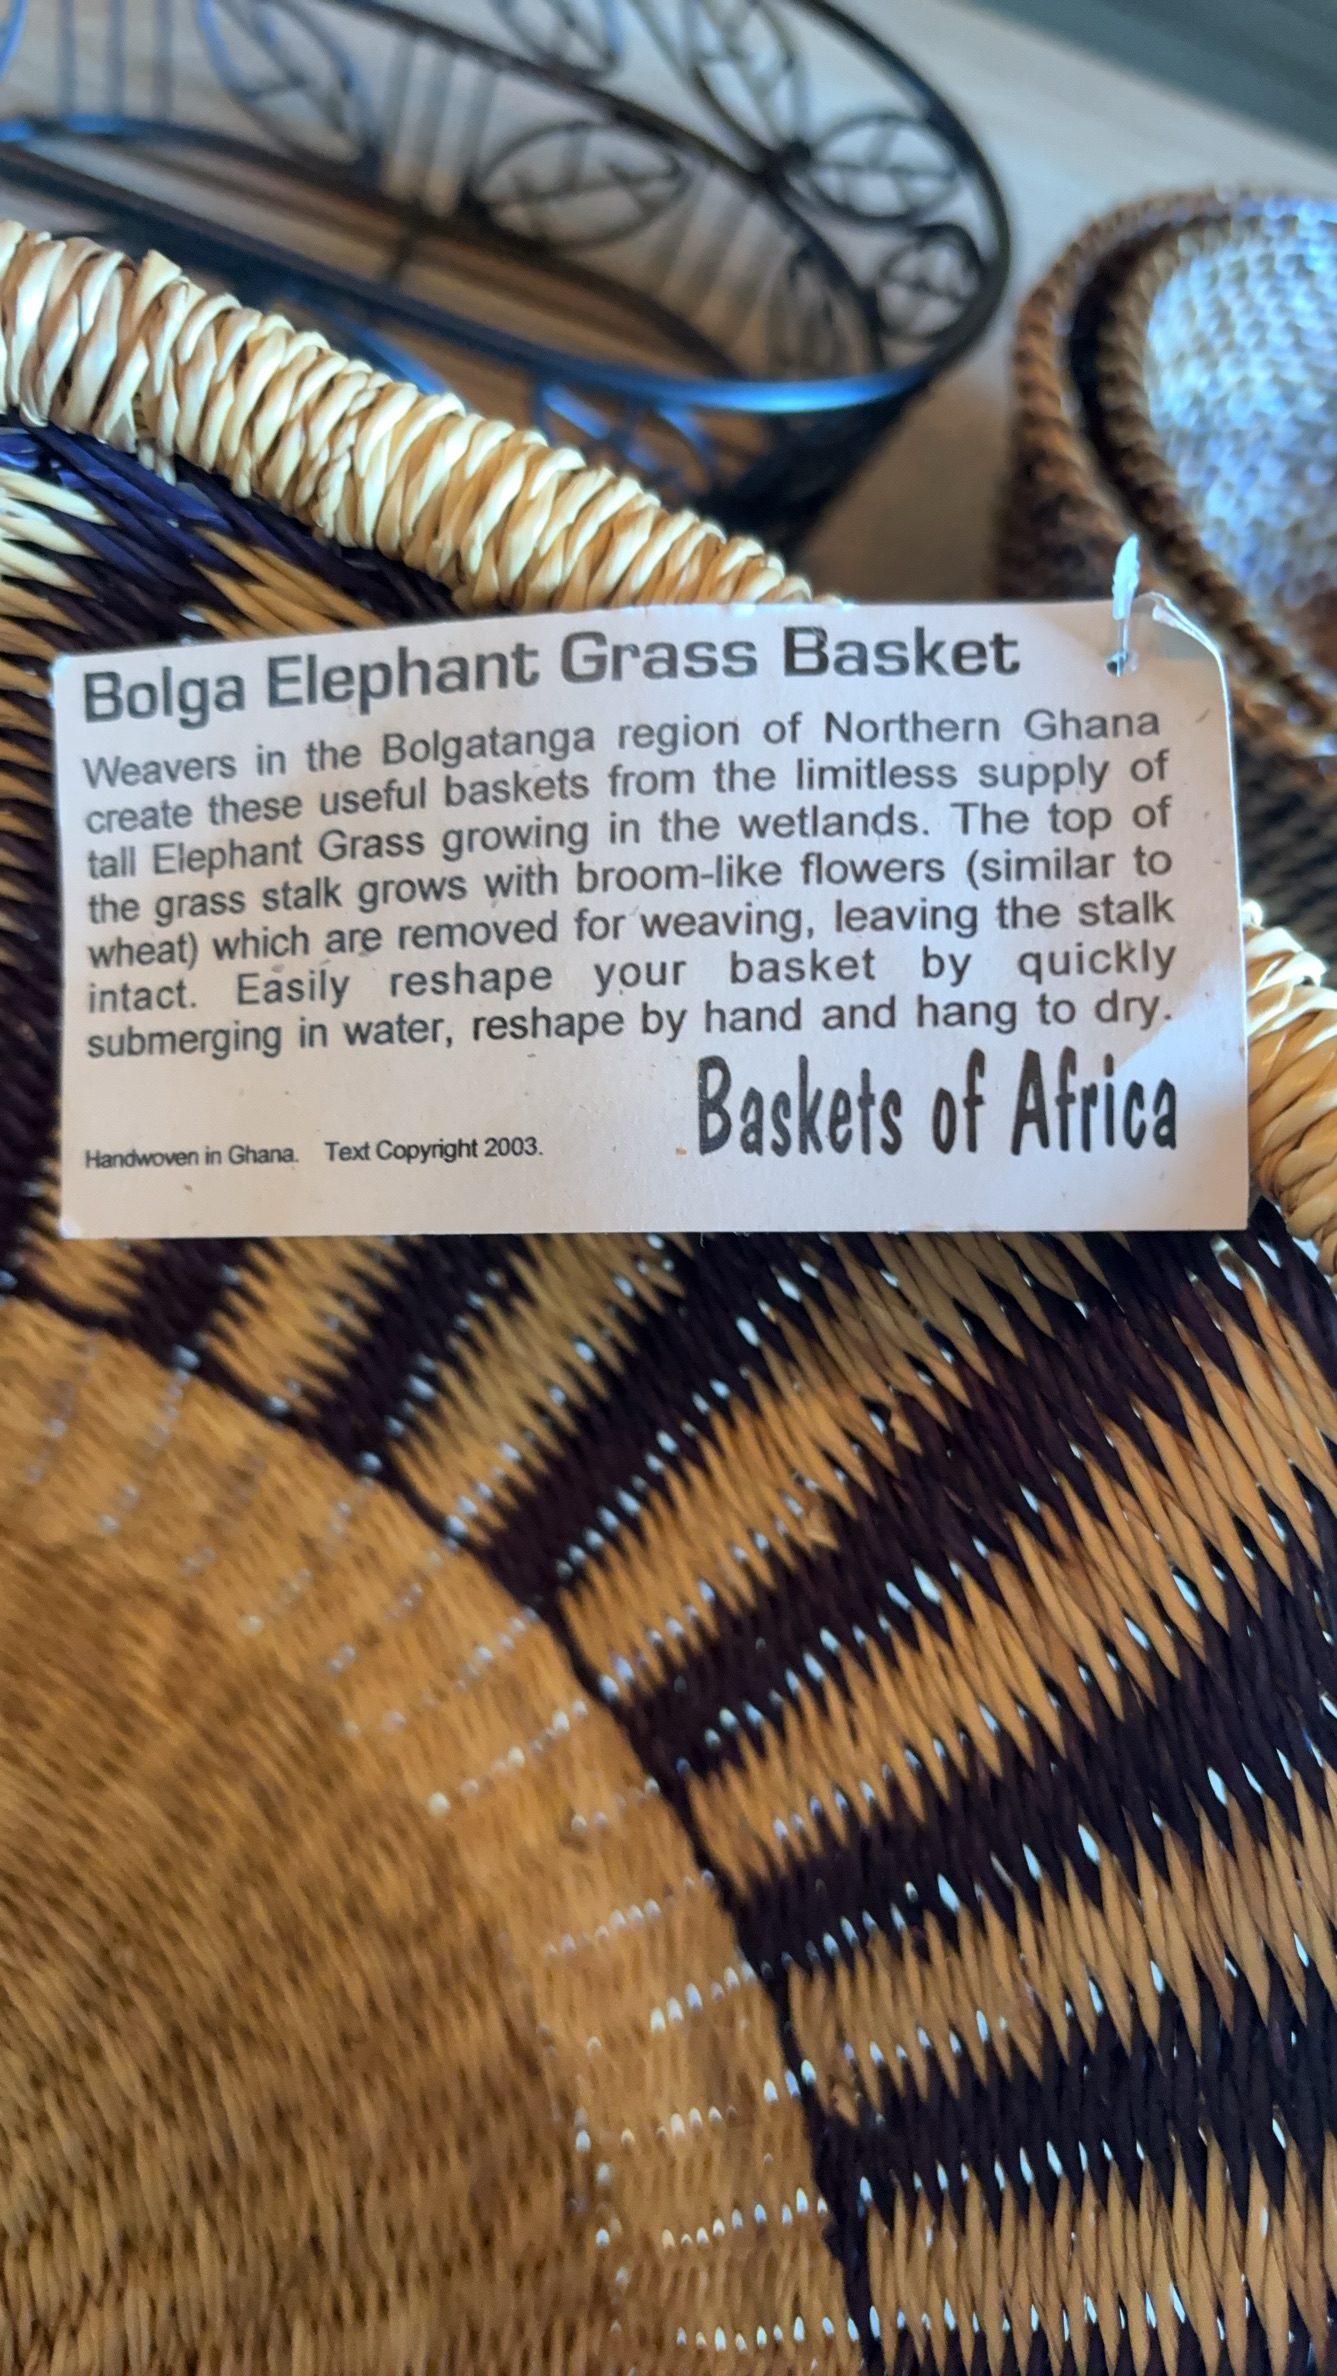 Bolga Elephant Grass Basket
Weavers in the Bolgatanga region of Northern Ghana
create these useful baskets from the limitless supply of
tall Elephant Grass growing in the wetlands. The top of
the grass stalk grows with broom-like flowers (similar to
wheat) which are removed for weaving, leaving the stalk
intact. Easily reshape your basket by quickly
submerging in water, reshape by hand and hang to dry.
Baskets of Africa
Handwoven in Ghana. Text Copyright 2003.